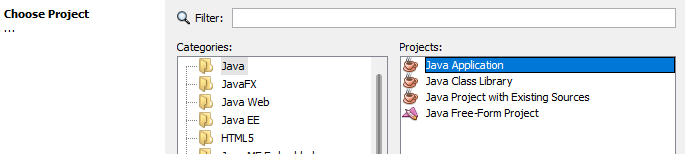 Choose Project
...
Filter:
Categories:
Java
JavaFX
Java Web
Java EE
HTML5
Projects:
Java Application
Java Class Library
Java Project with Existing Sources
Java Free-Form Project